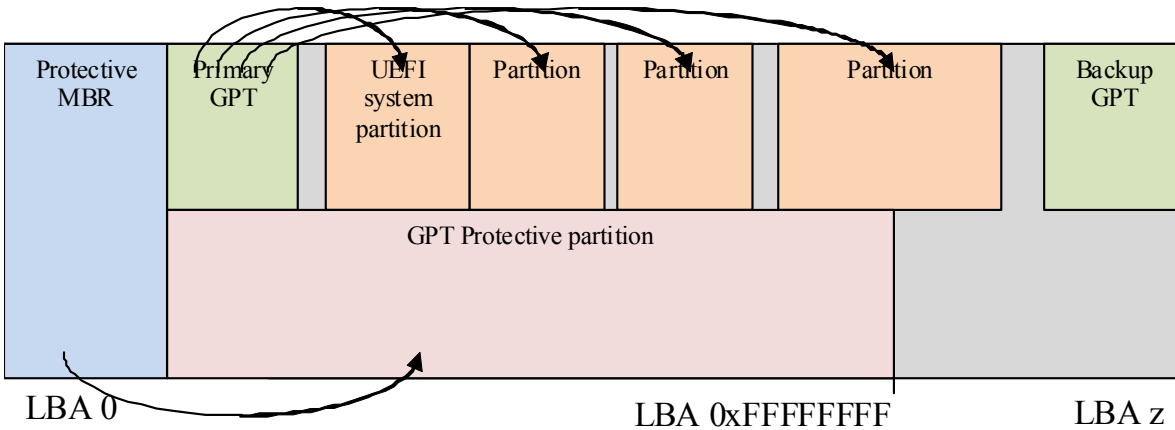 Protective
MBR
Primary
GPT
UEFI
system
partition
Partition
Partition
Partition
Backup
GPT
GPT Protective partition
LBA 0
LBA 0xFFFFFFFF
LBA z